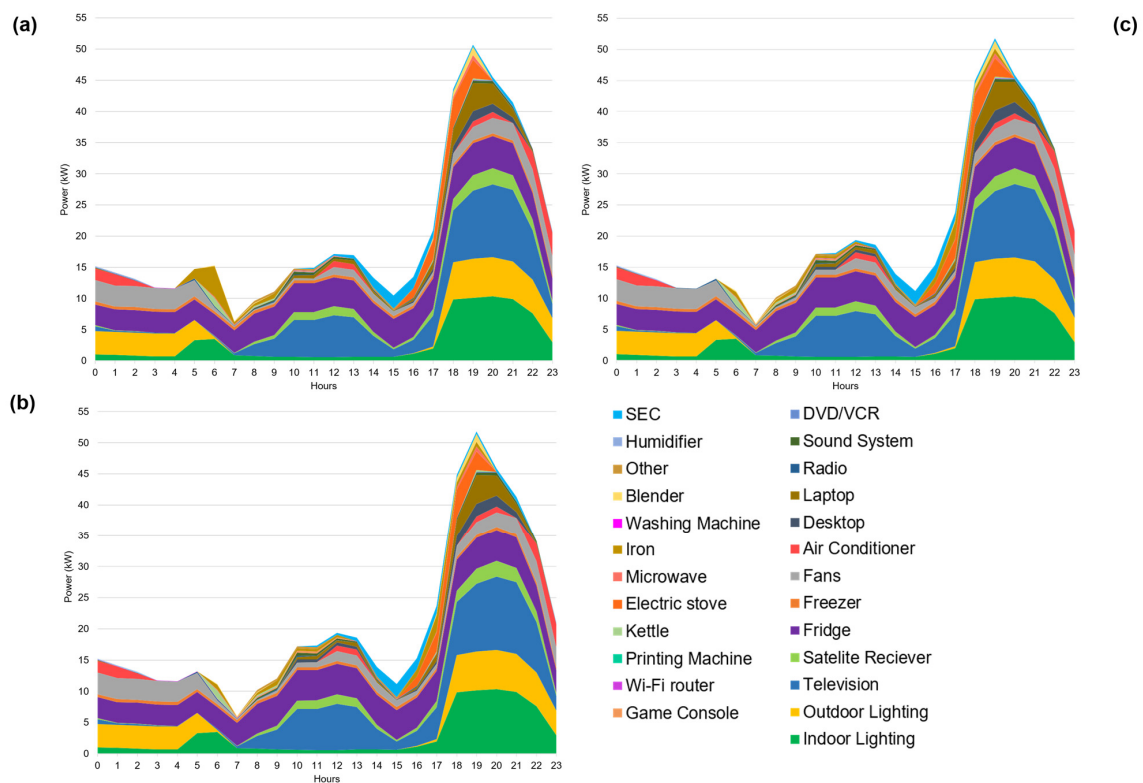 (a)
55
50
45
40
35
30
25
20
15
10
5
0
Power (kW)
0 1 2 3 4 5 6 7 8 9 10 11 12 13 14 15 16 17 18 19 20 21 22 23
Hours
(c)
55
50
45
40
35
30
25
20
15
10
5
0
Power (kW)
0 1 2 3 4 5 6 7 8 9 10 11 12 13 14 15 16 17 18 19 20 21 22 23
Hours
(b)
55
50
45
40
35
30
25
20
15
10
5
0
Power (kW)
0 1 2 3 4 5 6 7 8 9 10 11 12 13 14 15 16 17 18 19 20 21 22 23
Hours
SEC
Humidifier
Other
Blender
Washing Machine
Iron
Microwave
Electric stove
Kettle
Printing Machine
Wi-Fi router
Game Console
DVD/VCR
Sound System
Radio
Laptop
Desktop
Air Conditioner
Fans
Freezer
Fridge
Satelite Reciever
Television
Outdoor Lighting
Indoor Lighting